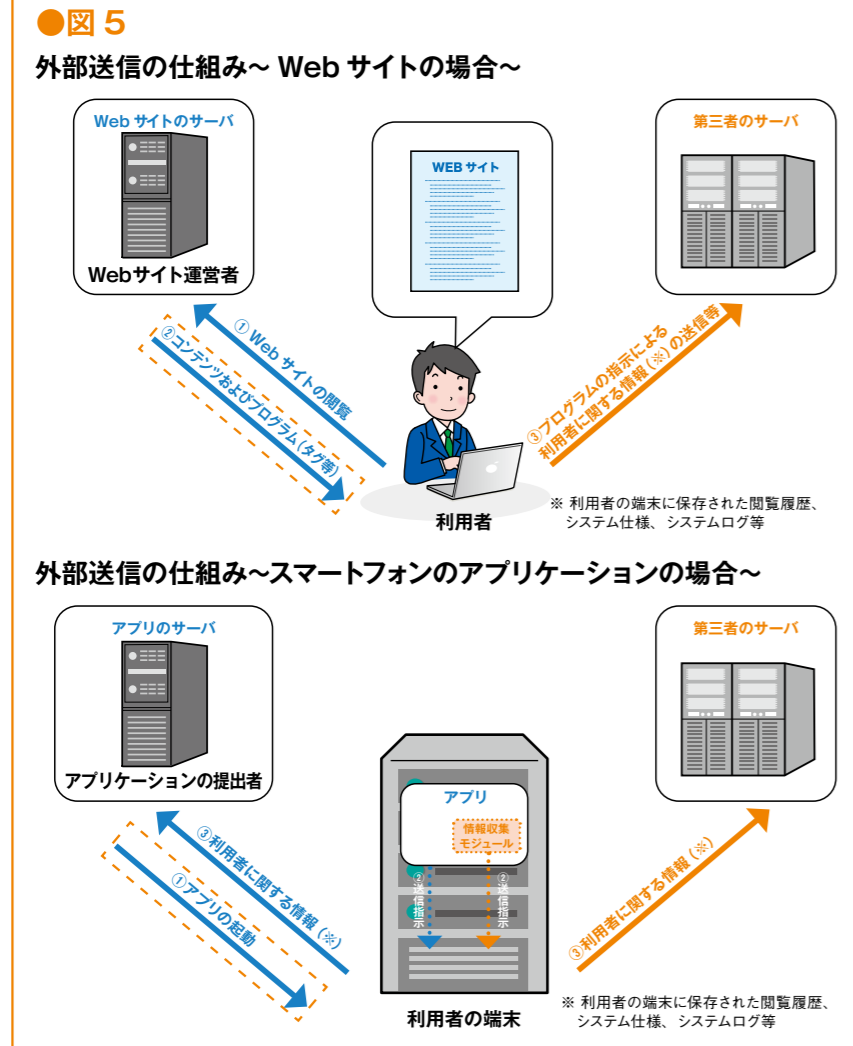 ●図 5
外部送信の仕組み～ Web サイトの場合～
Web サイトのサーバ
Webサイト運営者
WEB サイト
第三者のサーバ
①Web サイトの閲覧
②コンテンツおよびプログラム(タグ等)
③プログラムの指示による
利用者に関する情報(※)の送信等
利用者
※ 利用者の端末に保存された閲覧履歴、
システム仕様、システムログ等
外部送信の仕組み～スマートフォンのアプリケーションの場合～
アプリのサーバ
アプリケーションの提出者
第三者のサーバ
アプリ
情報収集
モジュール
②送信指示
②送信指示
③利用者に関する情報(※)
①アプリの起動
③利用者に関する情報(※)
利用者の端末
※ 利用者の端末に保存された閲覧履歴、
システム仕様、システムログ等